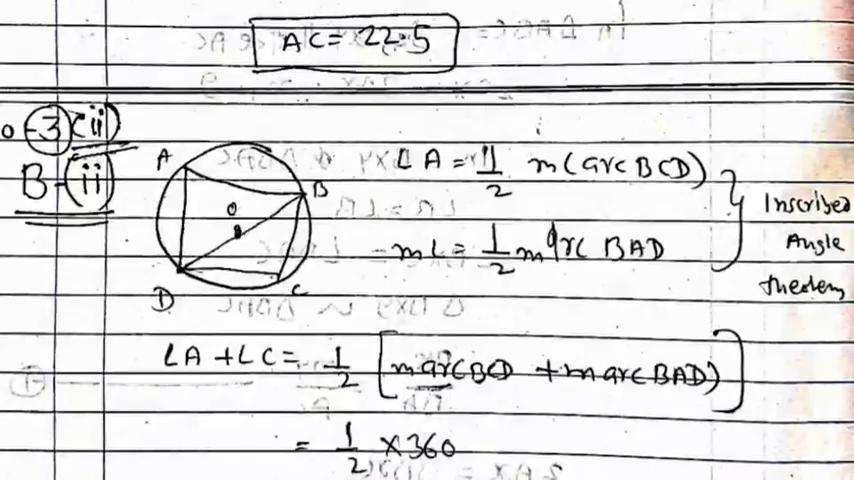 AC = 22.5
0-3 (ii)
B-(ii)
A
B
O
D
C
∠A = 1/2 m(arc BCD)
m∠ = 1/2 m arc BAD
Inscribed
Angle
theorem
∠A + ∠C = 1/2 [m arc BCD + m arc BAD]
= 1/2 × 360